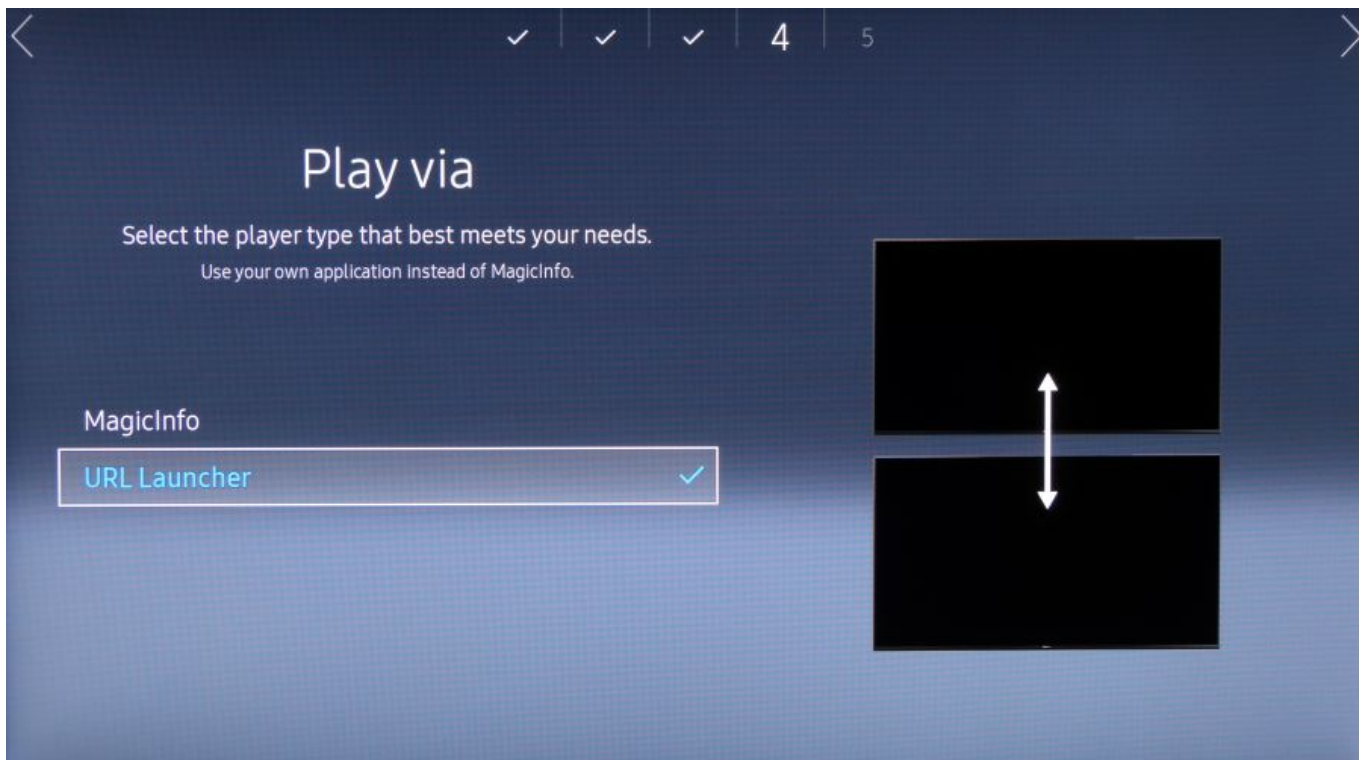 4 5
Play via
Select the player type that best meets your needs.
Use your own application instead of MagicInfo.
MagicInfo
URL Launcher